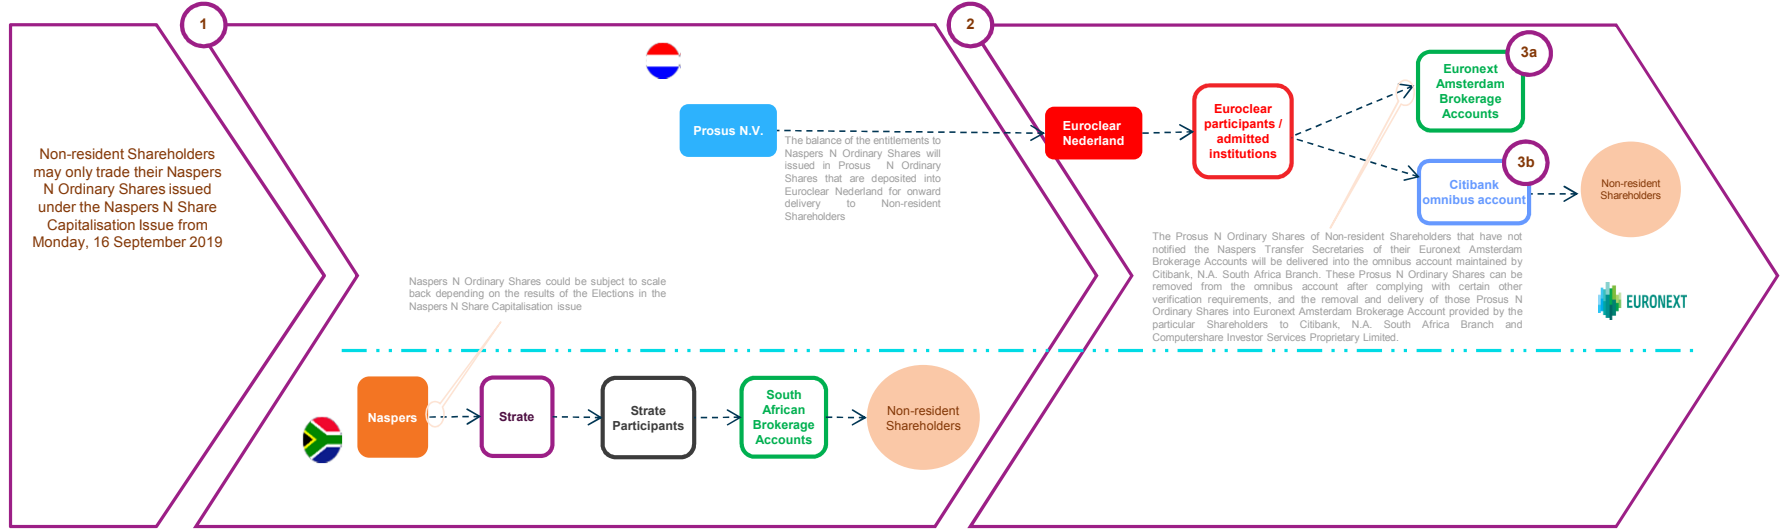 1
2
3a
Euronext
Amsterdam
Brokerage
Accounts
Prosus N.V.
Euroclear
Nederland
Euroclear
participants /
admitted
institutions
The balance of the entitlements to
Naspers N Ordinary Shares will
issued in Prosus N Ordinary
Shares that are deposited into
Euroclear Nederland for onward
delivery to Non-resident
Shareholders
3b
Citibank
omnibus account
Non-resident
Shareholders
Non-resident Shareholders
may only trade their Naspers
N Ordinary Shares issued
under the Naspers N Share
Capitalisation Issue from
Monday, 16 September 2019
The Prosus N Ordinary Shares of Non-resident Shareholders that have not
notified the Naspers Transfer Secretaries of their Euronext Amsterdam
Brokerage Accounts will be delivered into the omnibus account maintained by
Citibank, N.A. South Africa Branch. These Prosus N Ordinary Shares can be
removed from the omnibus account after complying with certain other
verification requirements, and the removal and delivery of those Prosus N
Ordinary Shares into Euronext Amsterdam Brokerage Account provided by the
particular Shareholders to Citibank, N.A. South Africa Branch and
Computershare Investor Services Proprietary Limited.
EURONEXT
Naspers N Ordinary Shares could be subject to scale
back depending on the results of the Elections in the
Naspers N Share Capitalisation issue
Naspers
Strate
Strate
Participants
South
African
Brokerage
Accounts
Non-resident
Shareholders